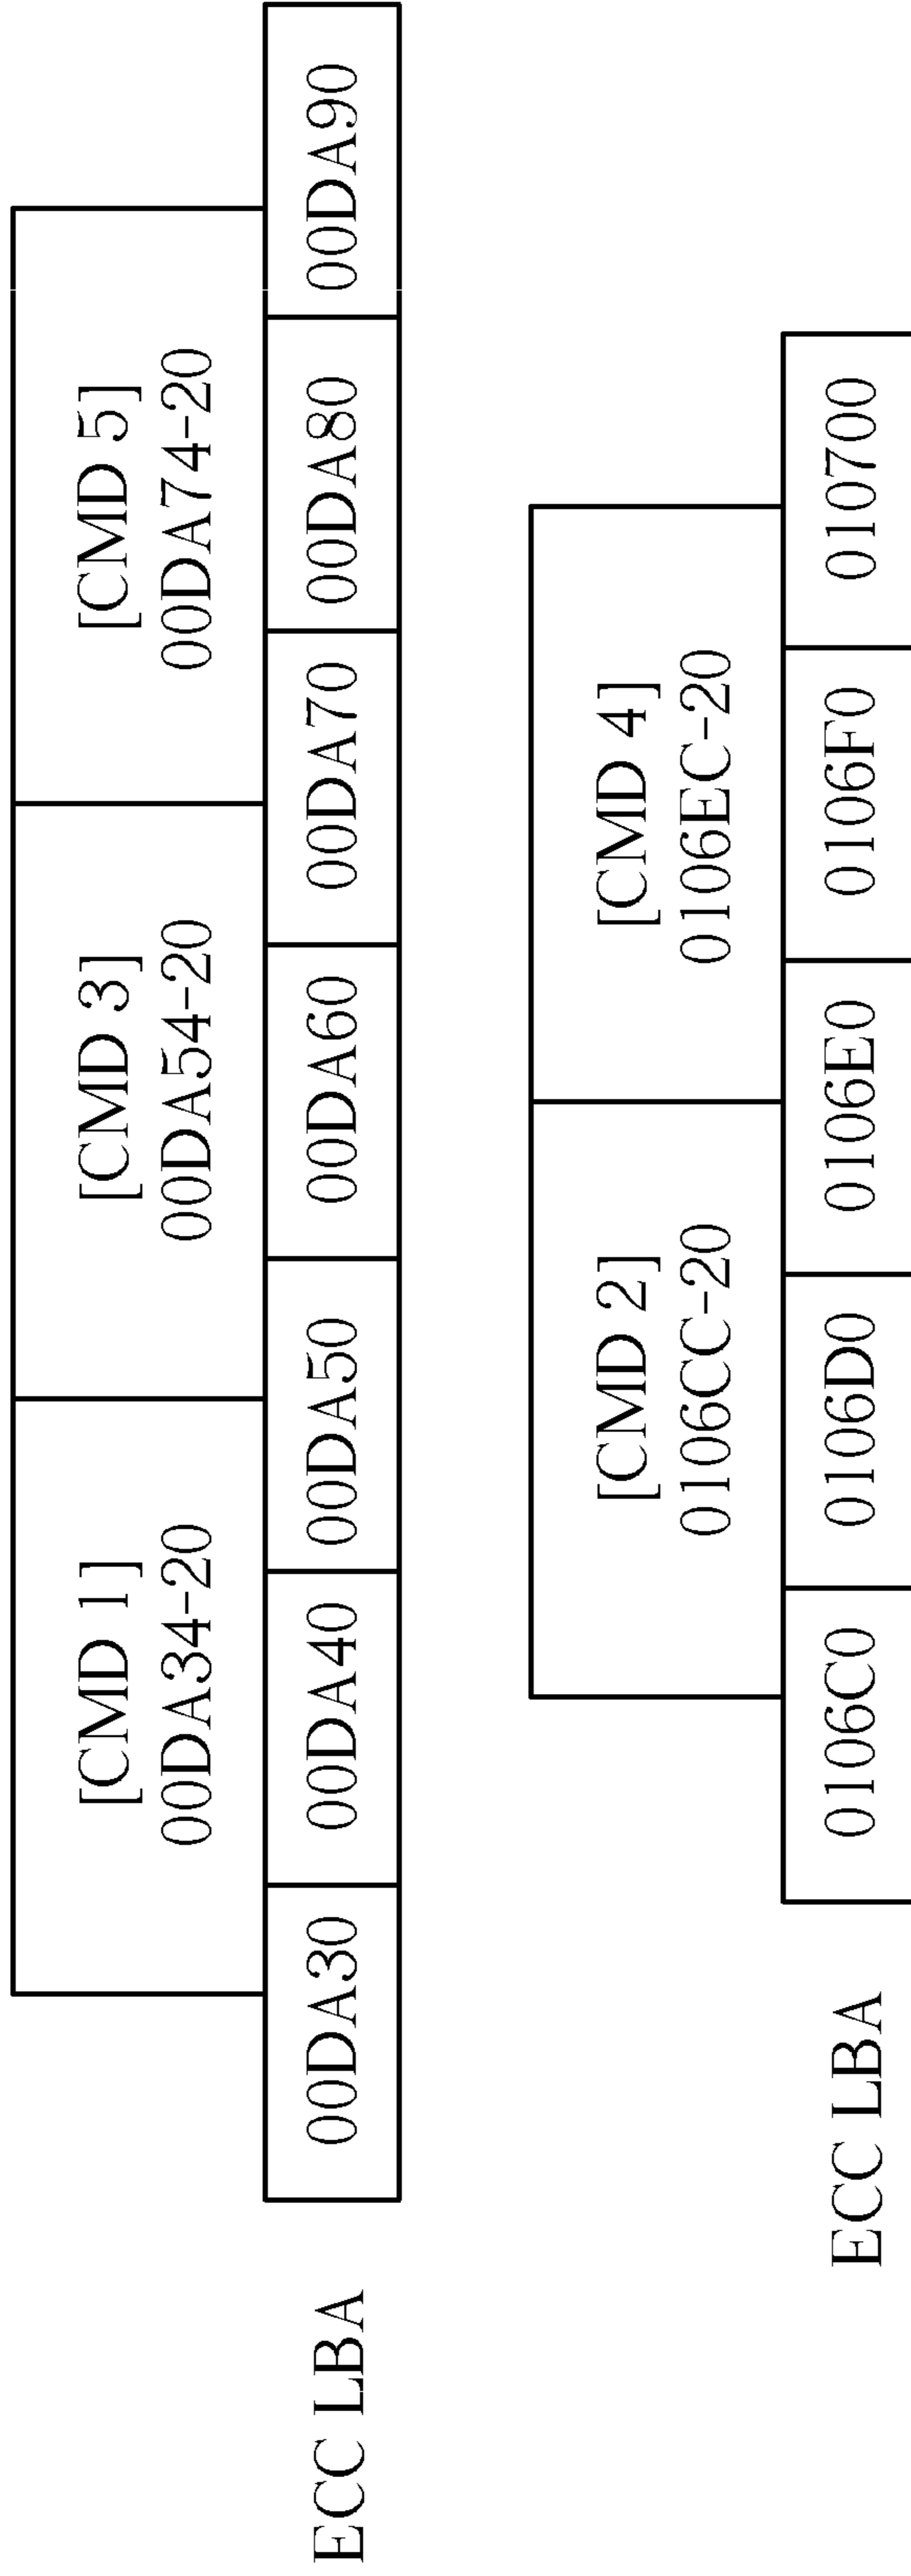 [CMD 1]
00DA34-20
[CMD 3]
00DA54-20
[CMD 5]
00DA74-20
ECC LBA
00DA30
00DA40
00DA50
00DA60
00DA70
00DA80
00DA90
[CMD 2]
0106CC-20
[CMD 4]
0106EC-20
ECC LBA
0106C0
0106D0
0106E0
0106F0
010700